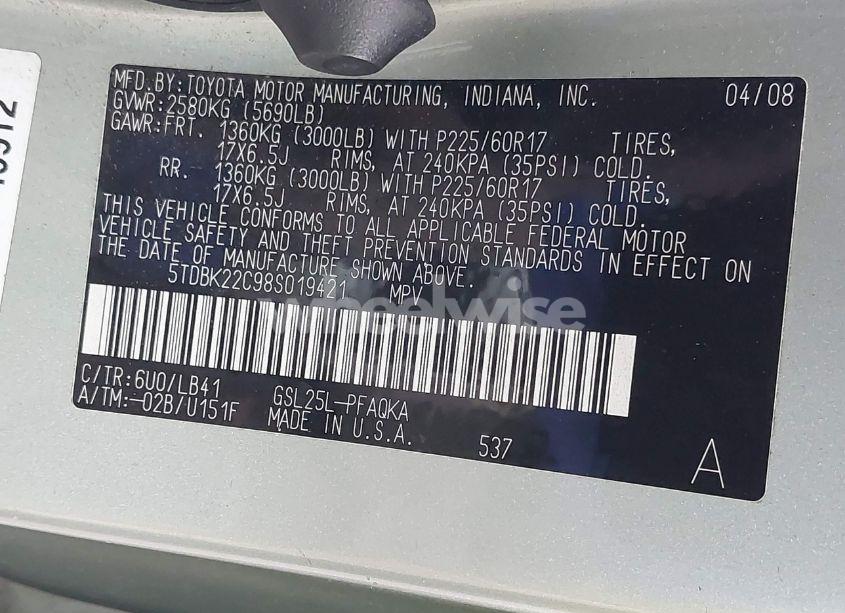 MFD.BY: TOYOTA MOTOR MANUFACTURING, INDIANA, INC. 04/08
GVWR: 2580KG (5690LB)
GAWR: FRT. 1360KG (3000LB) WITH P225/60R17 TIRES,
17X6.5J RIMS, AT 240KPA (35PSI) COLD.
RR. 1360KG (3000LB) WITH P225/60R17 TIRES,
17X6.5J RIMS, AT 240KPA (35PSI) COLD.
THIS VEHICLE CONFORMS TO ALL APPLICABLE FEDERAL MOTOR
VEHICLE SAFETY AND THEFT PREVENTION STANDARDS IN EFFECT ON
THE DATE OF MANUFACTURE SHOWN ABOVE.
5TDBK22C98S019421 MPV
wheelwise
C/TR: 6U0/LB41
A/TM: -02B/U151F
GSL25L-PFAQKA
MADE IN U.S.A.
537
A